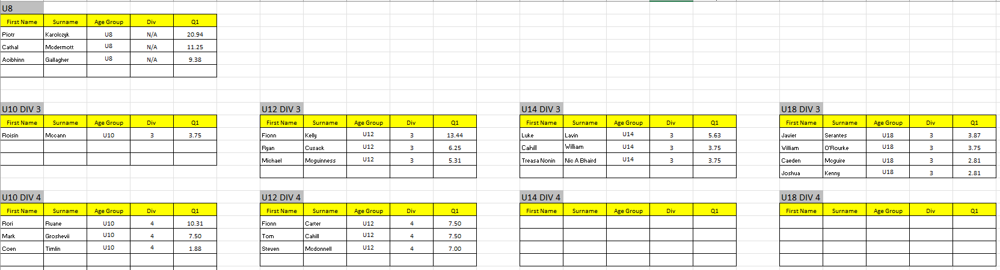 U8
First Name Surname Age Group Div Q1
Piotr Karolczyk U8 N/A 20.94
Cathal Mcdermott U8 N/A 11.25
Aoibhinn Gallagher U8 N/A 9.38
U10 DIV 3
First Name Surname Age Group Div Q1
Roisin Mccann U10 3 3.75
U12 DIV 3
First Name Surname Age Group Div Q1
Fionn Kelly U12 3 13.44
Ryan Cusack U12 3 6.25
Michael Mcguinness U12 3 5.31
U14 DIV 3
First Name Surname Age Group Div Q1
Luke Lavin U14 3 5.63
Cahill William U14 3 3.75
Treasa Nonin Nic A Bhaird U14 3 3.75
U18 DIV 3
First Name Surname Age Group Div Q1
Javier Serantes U18 3 3.87
William O'Rourke U18 3 3.75
Caeden Mcguire U18 3 2.81
Joshua Kenny U18 3 2.81
U10 DIV 4
First Name Surname Age Group Div Q1
Rori Ruane U10 4 10.31
Mark Groshevii U10 4 7.50
Coen Timlin U10 4 1.88
U12 DIV 4
First Name Surname Age Group Div Q1
Fionn Carter U12 4 7.50
Tom Cahill U12 4 7.50
Steven Mcdonnell U12 4 7.00
U14 DIV 4
First Name Surname Age Group Div Q1
U18 DIV 4
First Name Surname Age Group Div Q1